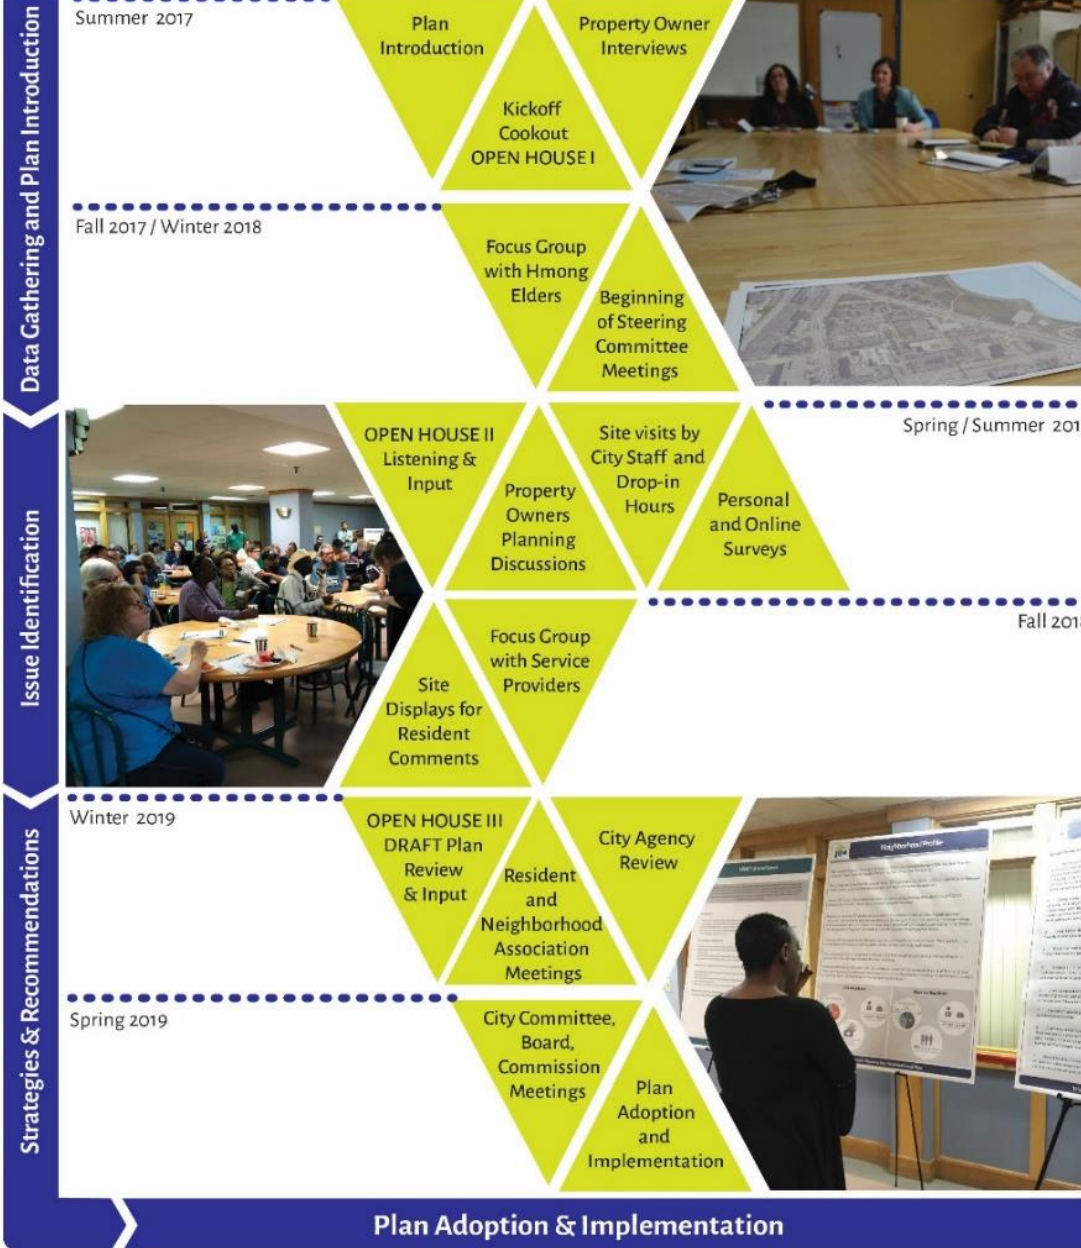 Data Gathering and Plan Introduction
Summer 2017
Plan
Introduction
Property Owner
Interviews
Kickoff
Cookout
OPEN HOUSE I
Fall 2017 / Winter 2018
Focus Group
with Hmong
Elders
Beginning
of Steering
Committee
Meetings
Issue Identification
Spring / Summer 201
OPEN HOUSE II
Listening &
Input
Property
Owners
Planning
Discussions
Site visits by
City Staff and
Drop-in
Hours
Personal
and Online
Surveys
Fall 201
Site
Displays for
Resident
Comments
Focus Group
with Service
Providers
Strategies & Recommendations
Winter 2019
OPEN HOUSE III
DRAFT Plan
Review
& Input
Resident
and
Neighborhood
Association
Meetings
City Agency
Review
Neighborhood Profile
Spring 2019
City Committee,
Board,
Commission
Meetings
Plan
Adoption
and
Implementation
Plan Adoption & Implementation